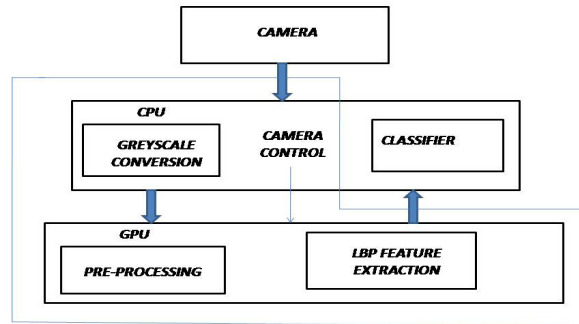 CAMERA
CPU
GREYSCALE
CONVERSION
CAMERA
CONTROL
CLASSIFIER
GPU
PRE-PROCESSING
LBP FEATURE
EXTRACTION